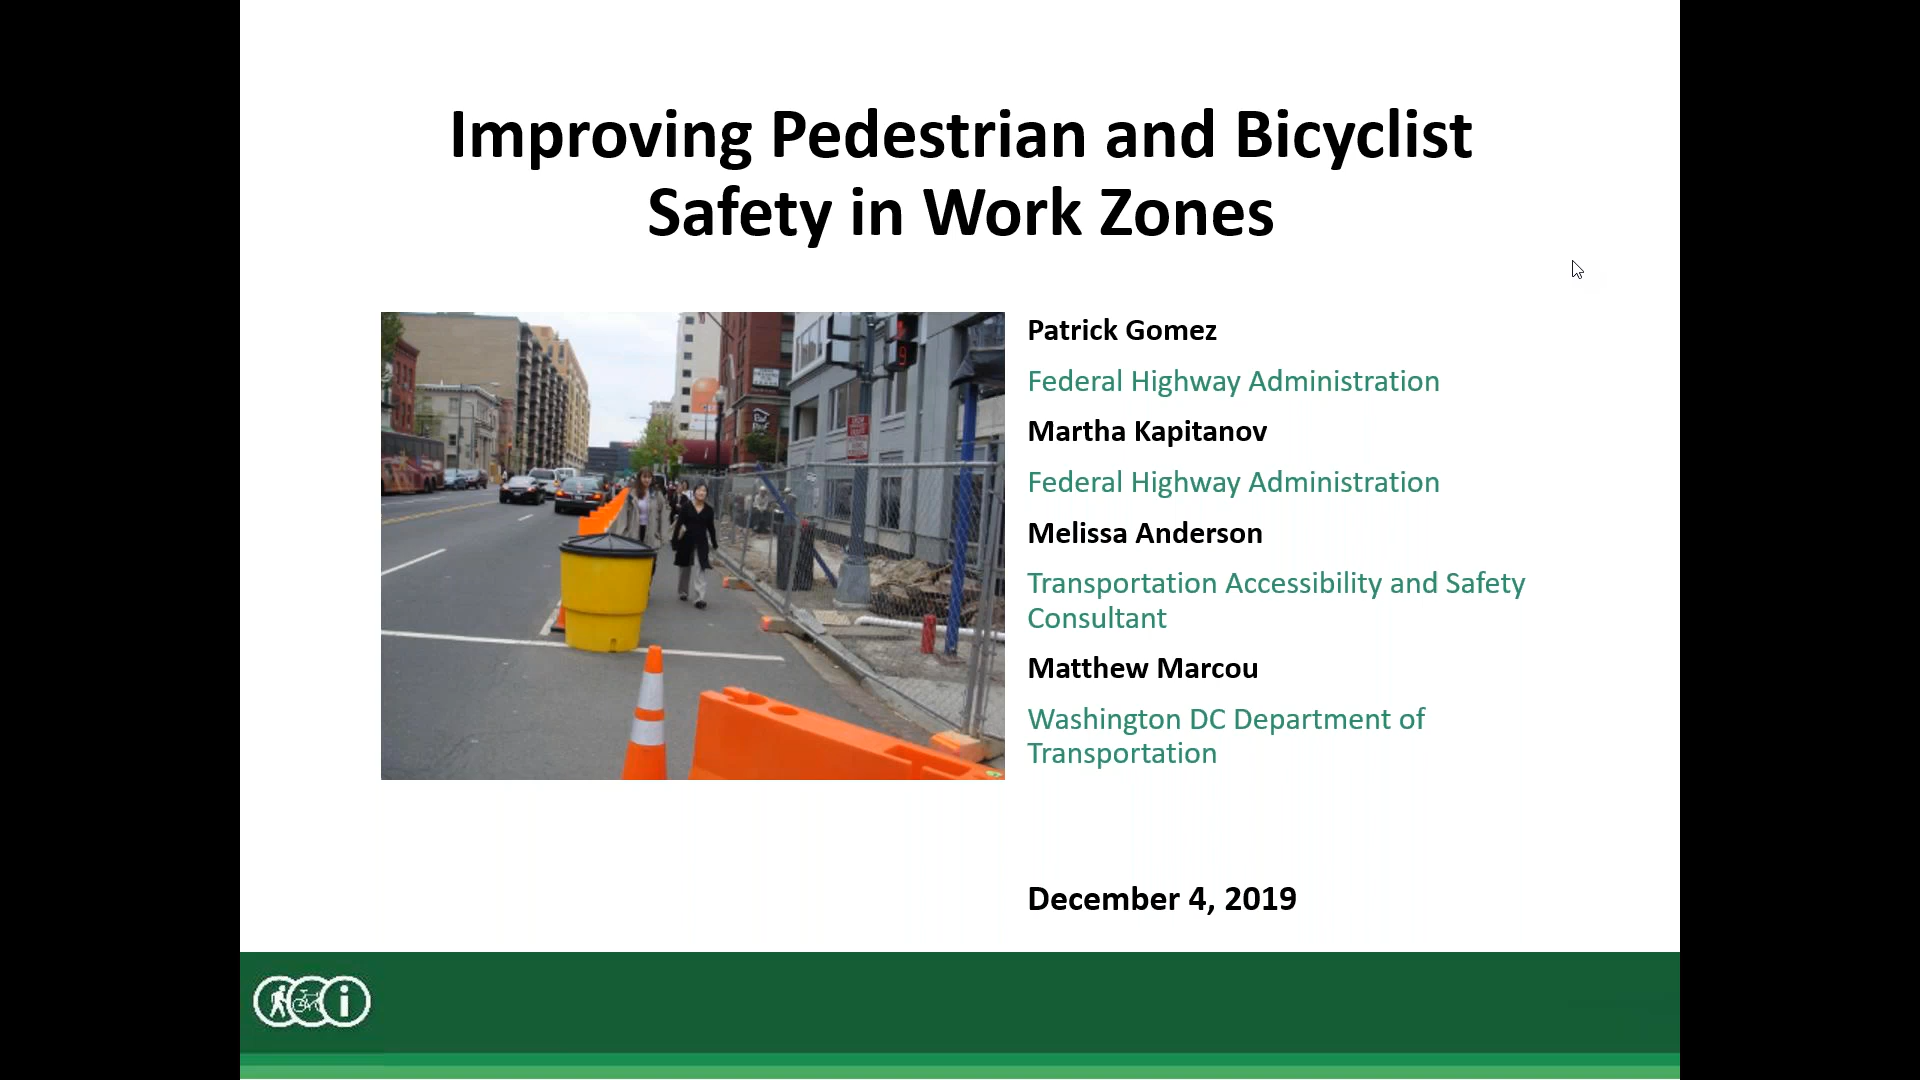 Improving Pedestrian and Bicyclist
Safety in Work Zones
Patrick Gomez
Federal Highway Administration
Martha Kapitanov
Federal Highway Administration
Melissa Anderson
Transportation Accessibility and Safety
Consultant
Matthew Marcou
Washington DC Department of
Transportation
December 4, 2019
i